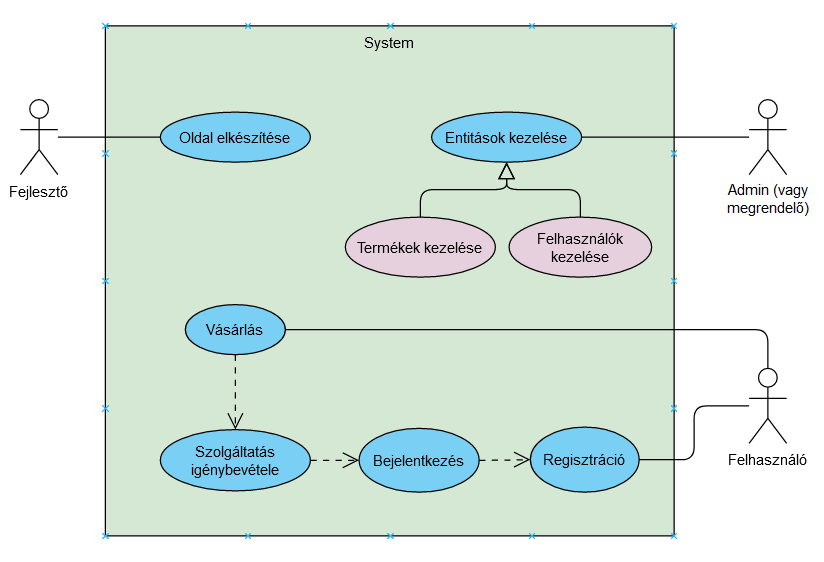 System
Oldal elkészítése
Entitások kezelése
Fejlesztő
Admin (vagy
megrendelő)
Termékek kezelése
Felhasználók
kezelése
Vásárlás
Szolgáltatás
igénybevétele
Bejelentkezés
Regisztráció
Felhasználó